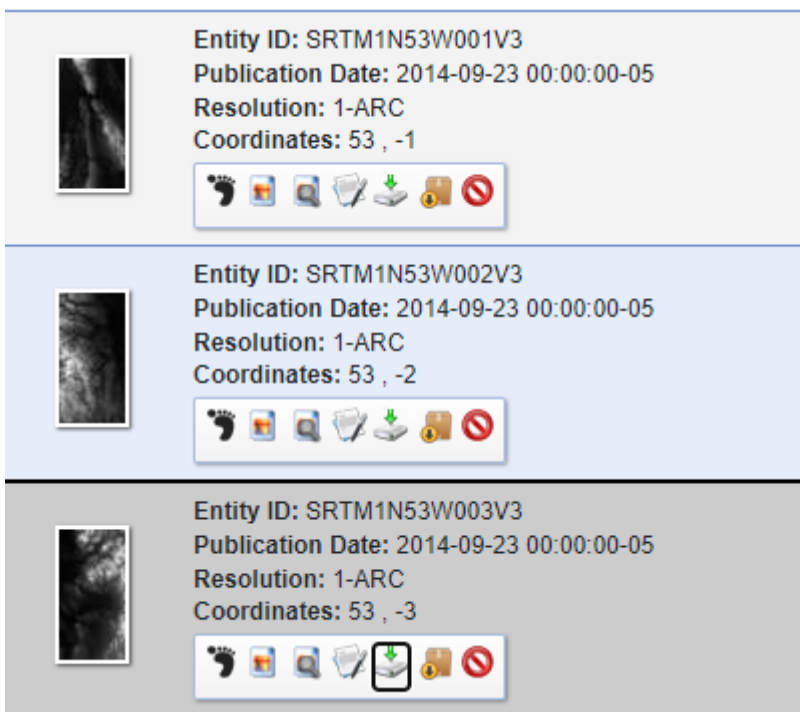 Entity ID: SRTM1N53W001V3
Publication Date: 2014-09-23 00:00:00-05
Resolution: 1-ARC
Coordinates: 53 , -1
Entity ID: SRTM1N53W002V3
Publication Date: 2014-09-23 00:00:00-05
Resolution: 1-ARC
Coordinates: 53 , -2
Entity ID: SRTM1N53W003V3
Publication Date: 2014-09-23 00:00:00-05
Resolution: 1-ARC
Coordinates: 53 , -3